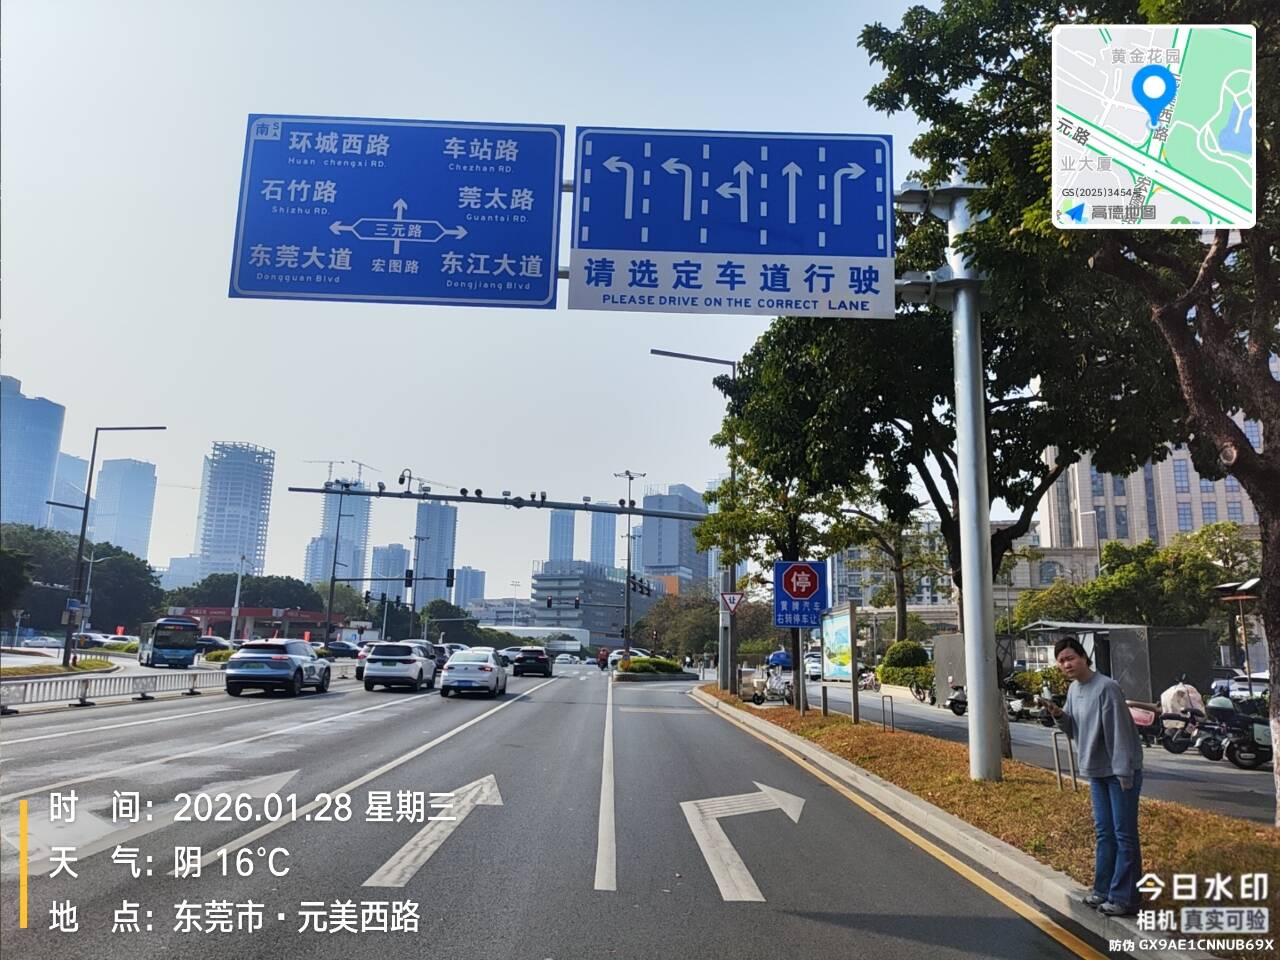 南 S
环城西路
Huan chengxi RD.
车站路
Chezhan RD.
石竹路
Shizhu RD.
莞太路
Guantai RD.
三元路
东莞大道
Dongguan Blvd
宏图路
东江大道
Dongjiang Blvd
请选定车道行驶
PLEASE DRIVE ON THE CORRECT LANE
黄金花园
元路
业大厦
GS(2025)3454号
高德地图
停
黄牌汽车
右转停车让
让
时 间：2026.01.28 星期三
天 气：阴 16°C
地 点：东莞市·元美西路
今日水印
相机 真实可验
防伪 GX9AE1CNNUB69X